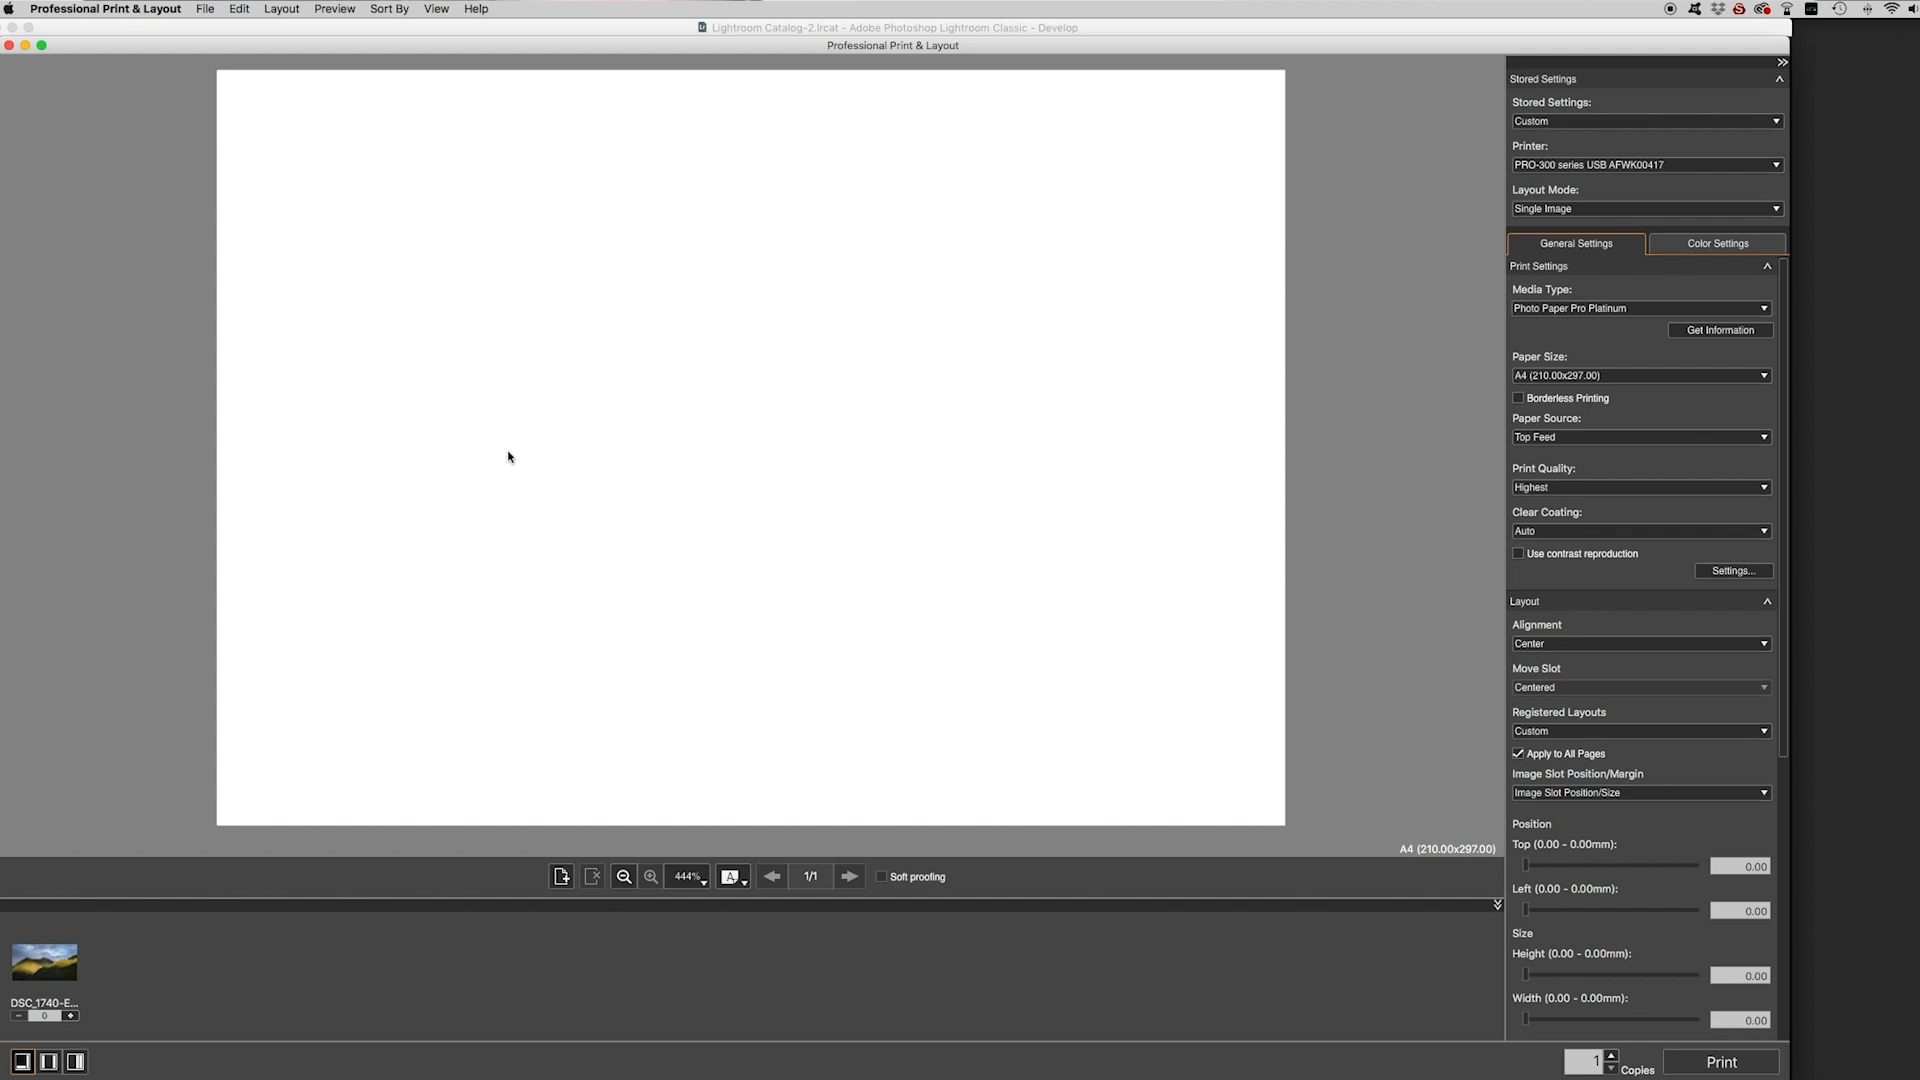 Professional Print & Layout File Edit Layout Preview Sort By View Help
Lightroom Catalog-2.lrcat - Adobe Photoshop Lightroom Classic - Develop
Professional Print & Layout
Stored Settings
Stored Settings:
Custom
Printer:
PRO-300 series USB AFWK00417
Layout Mode:
Single Image
General Settings Color Settings
Print Settings
Media Type:
Photo Paper Pro Platinum
Get Information
Paper Size:
A4 (210.00x297.00)
Borderless Printing
Paper Source:
Top Feed
Print Quality:
Highest
Clear Coating:
Auto
Use contrast reproduction
Settings...
Layout
Alignment
Center
Move Slot
Centered
Registered Layouts
Custom
Apply to All Pages
Image Slot Position/Margin
Image Slot Position/Size
Position
Top (0.00 - 0.00mm):
0.00
Left (0.00 - 0.00mm):
0.00
Size
Height (0.00 - 0.00mm):
0.00
Width (0.00 - 0.00mm):
0.00
A4 (210.00x297.00)
444% A 1/1 Soft proofing
DSC_1740-E...
- 0 +
1 Copies Print